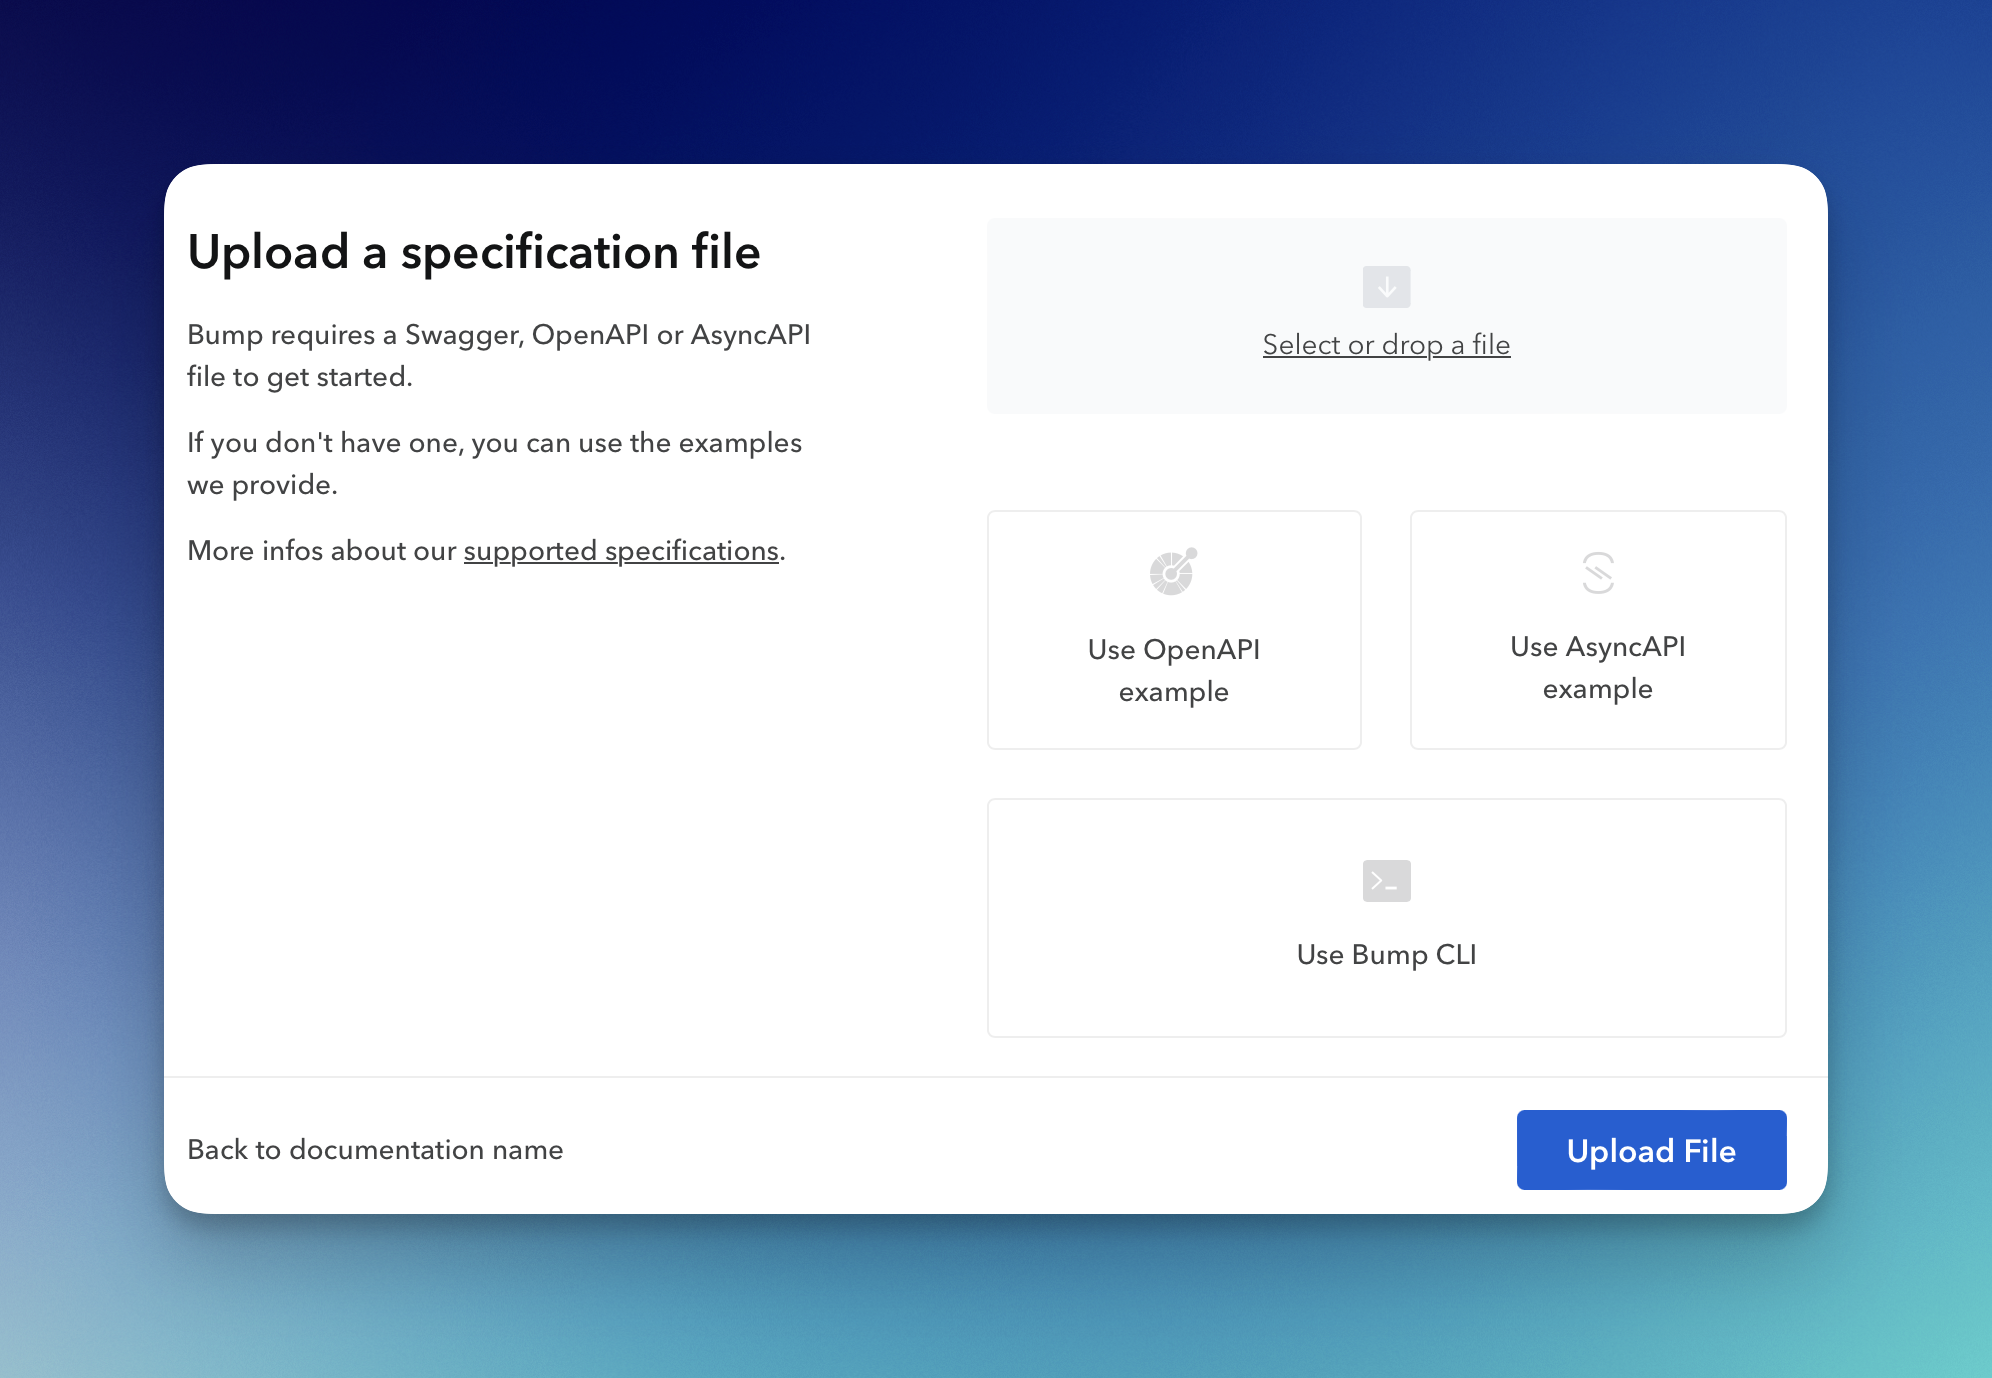 Upload a specification file
Bump requires a Swagger, OpenAPI or AsyncAPI
file to get started.
If you don't have one, you can use the examples
we provide.
More infos about our supported specifications.
Select or drop a file
Use OpenAPI
example
Use AsyncAPI
example
Use Bump CLI
Back to documentation name
Upload File